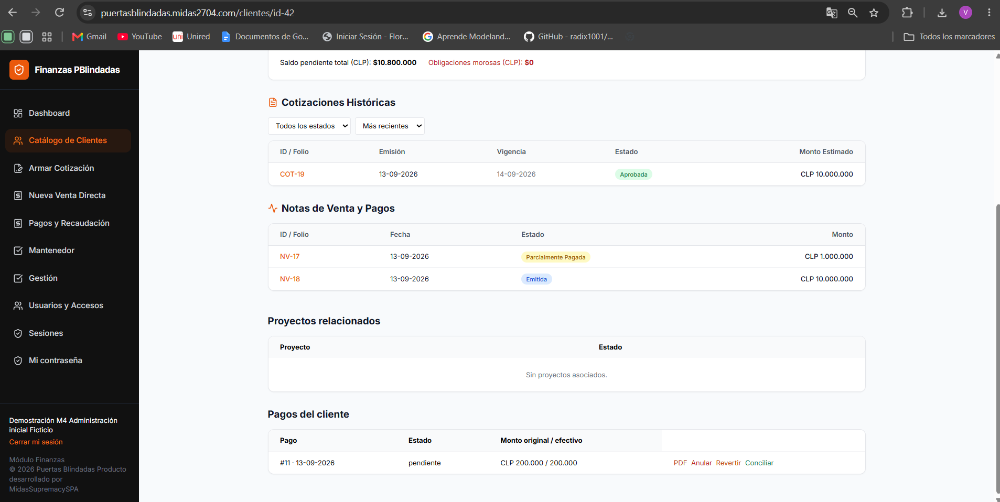 puertasblindadas.midas2704.com/clientes/id-42
V
Gmail
YouTube
uni Unired
Documentos de Go...
Iniciar Sesión - Flor...
Aprende Modeland...
GitHub - radix1001/...
Todos los marcadores
Finanzas PBlindadas
Dashboard
Catálogo de Clientes
Armar Cotización
Nueva Venta Directa
Pagos y Recaudación
Mantenedor
Gestión
Usuarios y Accesos
Sesiones
Mi contraseña
Demostración M4 Administración
inicial Ficticio
Cerrar mi sesión
Módulo Finanzas
© 2026 Puertas Blindadas Producto
desarrollado por
MidasSupremacySPA
Saldo pendiente total (CLP): $10.800.000 Obligaciones morosas (CLP): $0
Cotizaciones Históricas
Todos los estados Más recientes
ID / Folio Emisión Vigencia Estado Monto Estimado
COT-19 13-09-2026 14-09-2026 Aprobada CLP 10.000.000
Notas de Venta y Pagos
ID / Folio Fecha Estado Monto
NV-17 13-09-2026 Parcialmente Pagada CLP 1.000.000
NV-18 13-09-2026 Emitida CLP 10.000.000
Proyectos relacionados
Proyecto Estado
Sin proyectos asociados.
Pagos del cliente
Pago Estado Monto original / efectivo
#11 · 13-09-2026 pendiente CLP 200.000 / 200.000 PDF Anular Revertir Conciliar